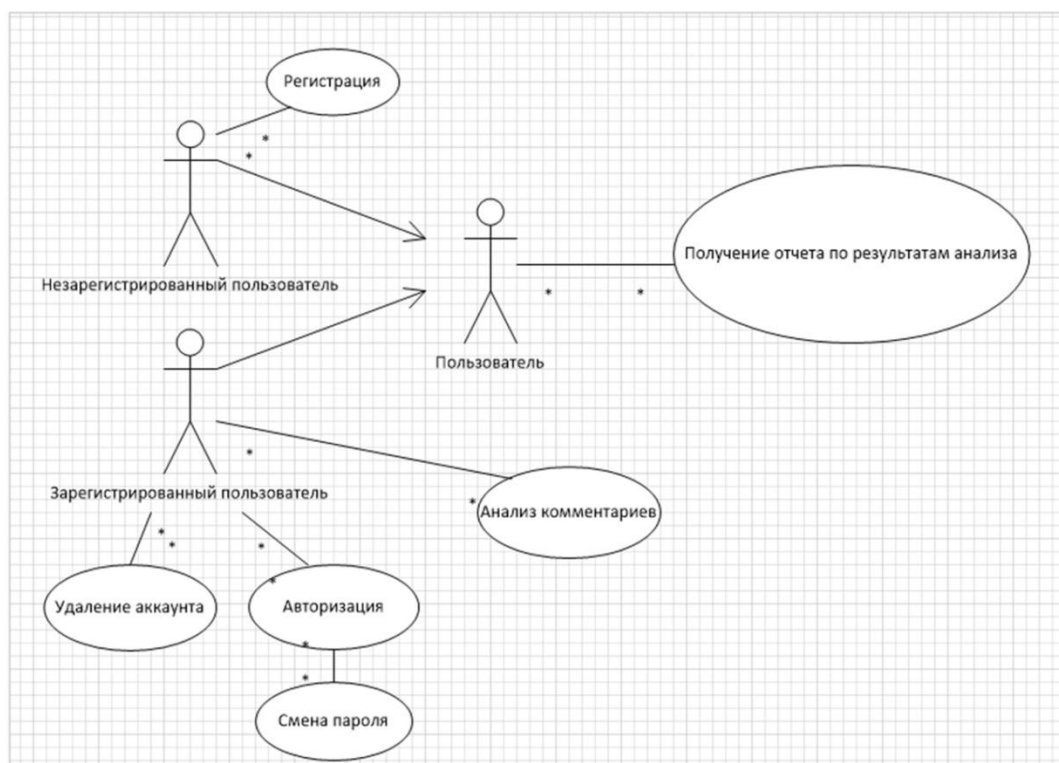 Регистрация
* *
Незарегистрированный пользователь
Получение отчета по результатам анализа
* *
Пользователь
Зарегистрированный пользователь
*
* Анализ комментариев
* *
* *
Удаление аккаунта
Авторизация
*
*
Смена пароля